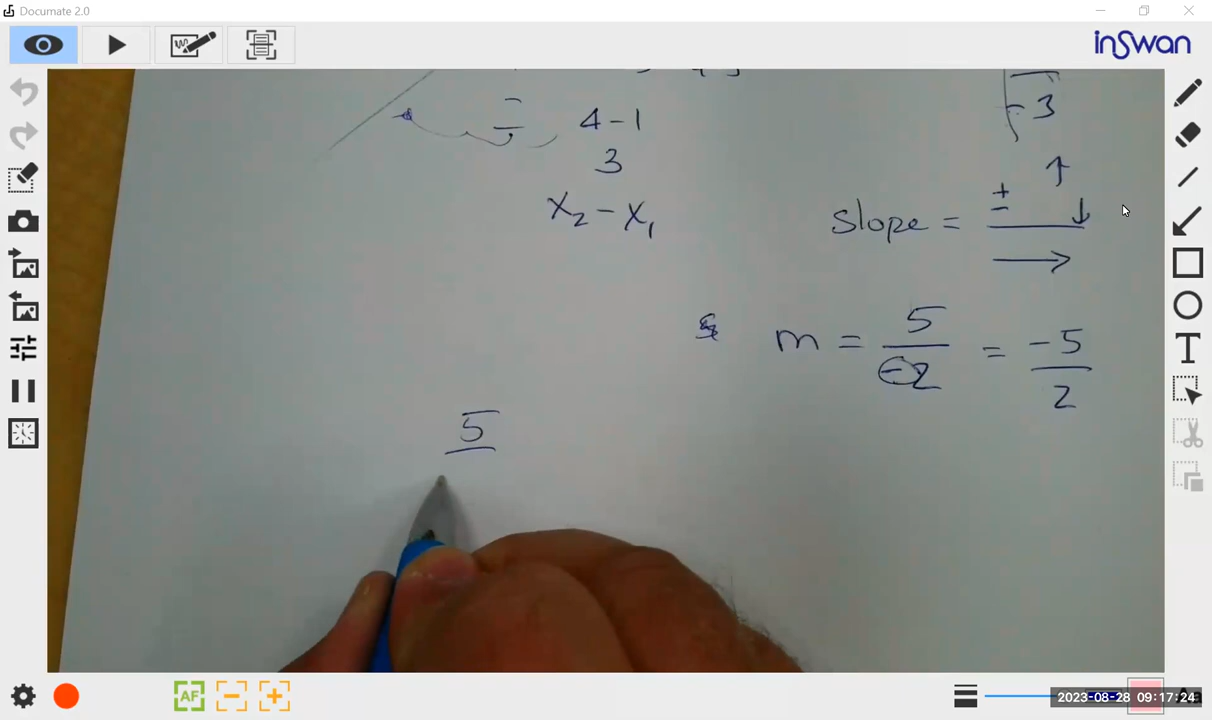 Documate 2.0
inSwan
4 - 1
3
x₂ - x₁
-3
slope = ±
m = 5/-2 = -5/2
5
AF
T
2023-08-28 09:17:24